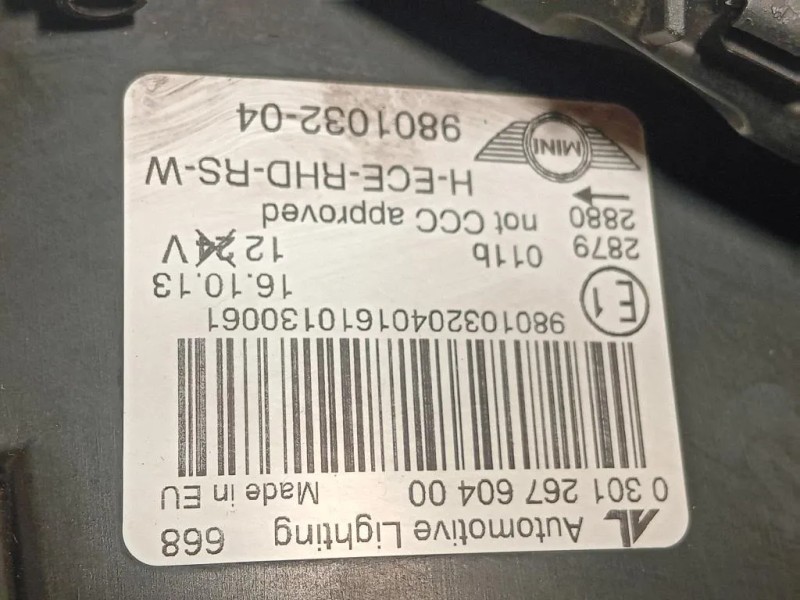 AL Automotive Lighting 668
0 301 267 604 00 Made in EU
98010320401610130061
E1 16.10.13
2879 011b 12 24 V
2880 not CCC approved
H-ECE-RHD-RS-W
MINI 9801032-04